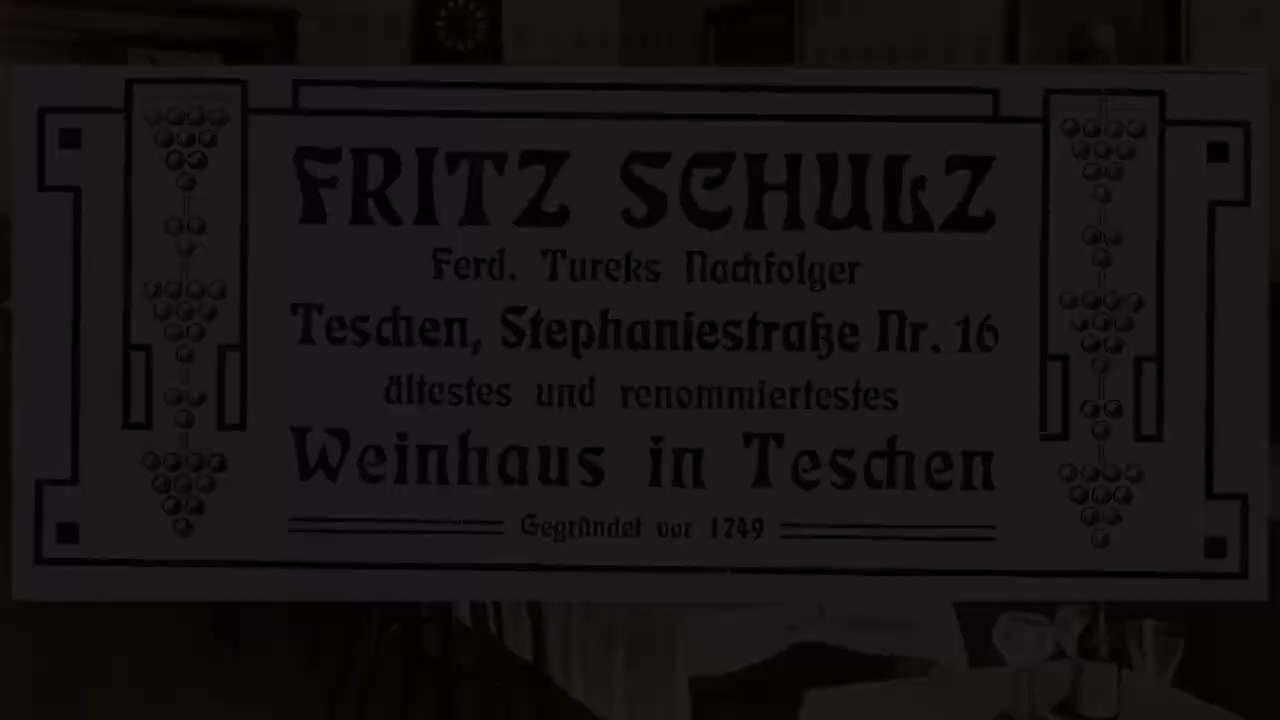 FRITZ SCHULZ
Ferd. Tureks Nachfolger
Teschen, Stephaniestraße Nr. 16
ältestes und renommiertestes
Weinhaus in Teschen
Gegründet vor 1749